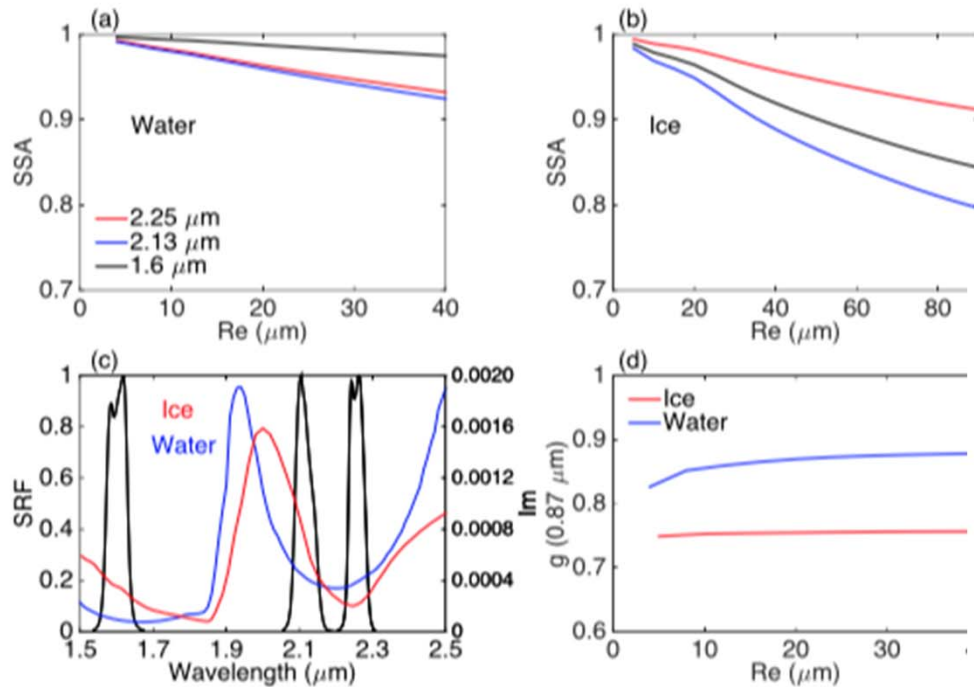 (a)
1
0.9
0.8
0.7
SSA
Water
2.25 μm
2.13 μm
1.6 μm
0 10 20 30 40
Re (μm)
(b)
1
0.9
0.8
0.7
SSA
Ice
0 20 40 60 80
Re (μm)
(c)
1
0.8
0.6
0.4
0.2
0
SRF
Ice
Water
0.0020
0.0016
0.0012
0.0008
0.0004
0
Im
1.5 1.7 1.9 2.1 2.3 2.5
Wavelength (μm)
(d)
1
0.9
0.8
0.7
0.6
g (0.87 μm)
Ice
Water
0 10 20 30
Re (μm)